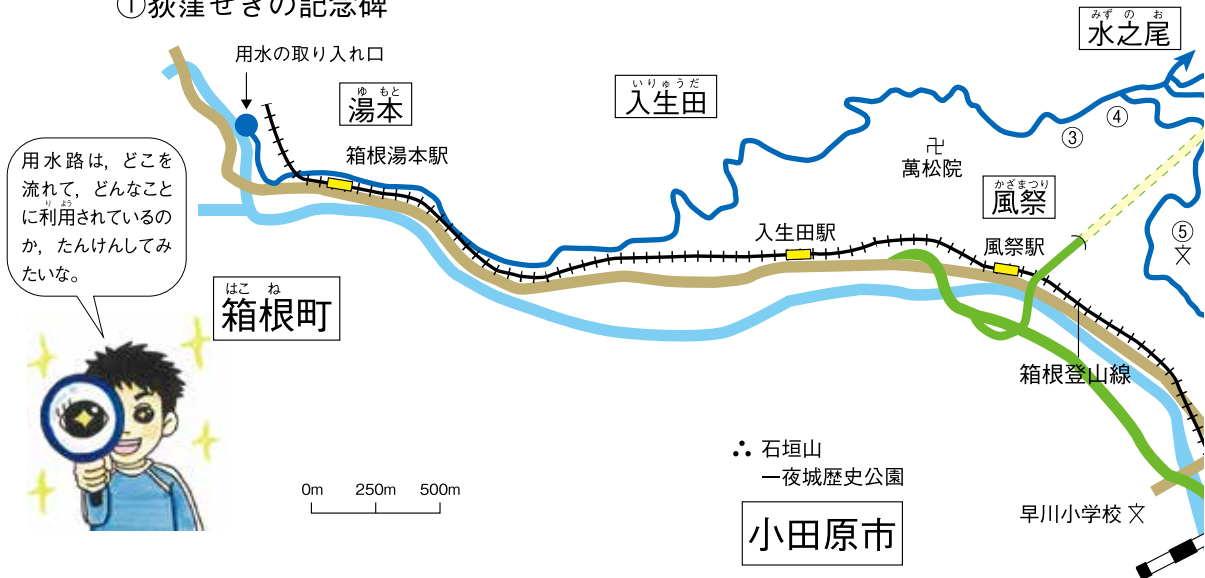 ①荻窪せきの記念碑
みずのお
水之尾
用水の取り入れ口
ゆもと
湯本
いりゅうだ
入生田
④
③
箱根湯本駅
卍
萬松院
用水路は，どこを
流れて，どんなこと
りよう
に利用されているの
か，たんけんしてみ
たいな。
かざまつり
風祭
⑤
文
入生田駅
風祭駅
はこね
箱根町
箱根登山線
石垣山
一夜城歴史公園
0m 250m 500m
小田原市
早川小学校 文